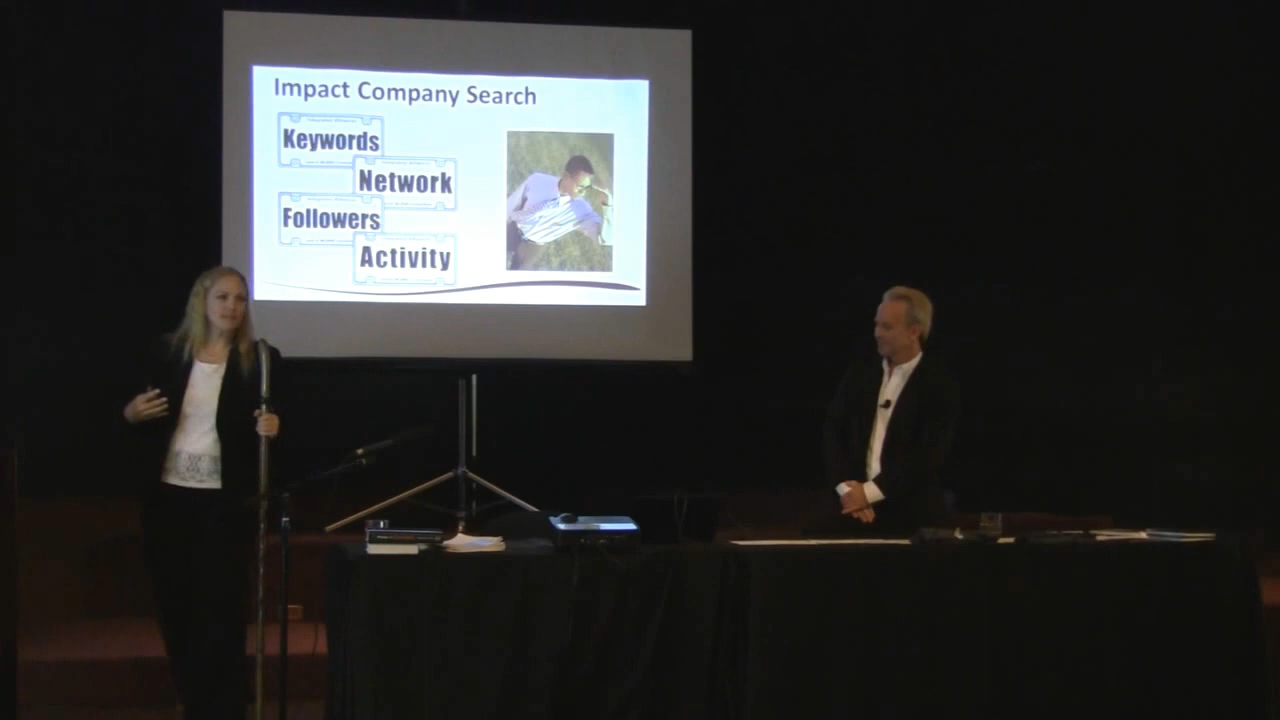 Impact Company Search
Keywords
Network
Followers
Activity